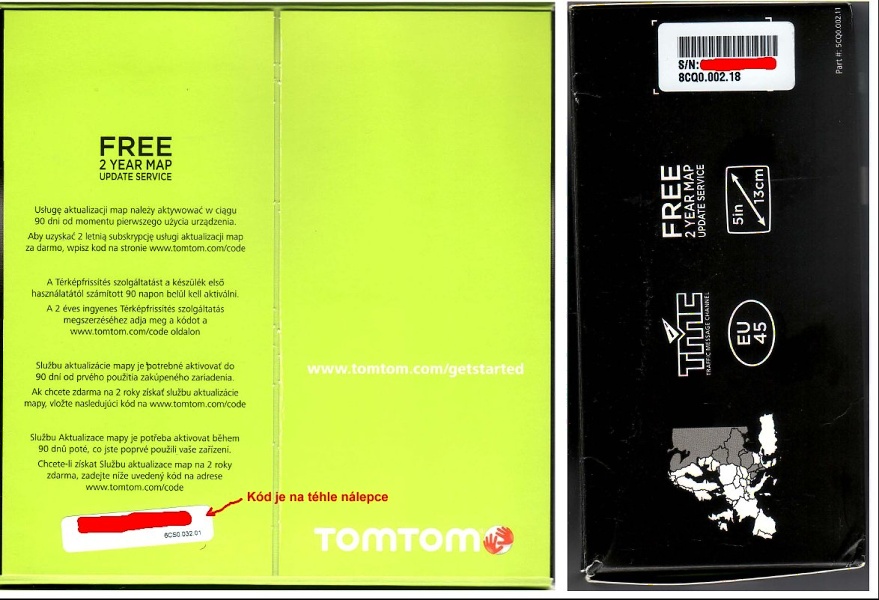 FREE
2 YEAR MAP
UPDATE SERVICE
Usługę aktualizacji map należy aktywować w ciągu
90 dni od momentu pierwszego użycia urządzenia.
Aby uzyskać 2 letnią subskrypcję usługi aktualizacji map
za darmo, wpisz kod na stronie www.tomtom.com/code
A Térképfrissítés szolgáltatást a készülék első
használatától számított 90 napon belül kell aktiválni.
A 2 éves ingyenes Térképfrissítés szolgáltatás
megszerzéséhez adja meg a kódot a
www.tomtom.com/code oldalon
Službu aktualizácie mapy je potrebné aktivovať do
90 dní od prvého použitia zakúpeného zariadenia.
Ak chcete zdarma na 2 roky získať službu aktualizácie
mapy, vložte nasledujúci kód na www.tomtom.com/code
Službu Aktualizace mapy je potřeba aktivovat během
90 dnů poté, co jste poprvé použili vaše zařízení.
Chcete-li získat Službu aktualizace map na 2 roky
zdarma, zadejte níže uvedený kód na adrese
www.tomtom.com/code
Kód je na téhle nálepce
6CS0.032.01
www.tomtom.com/getstarted
TOMTOM
S/N:
8CQ0.002.18
Part #: 5CQ0.002.11
FREE
2 YEAR MAP
UPDATE SERVICE
5in
13cm
TMC
TRAFFIC MESSAGE CHANNEL
EU
45